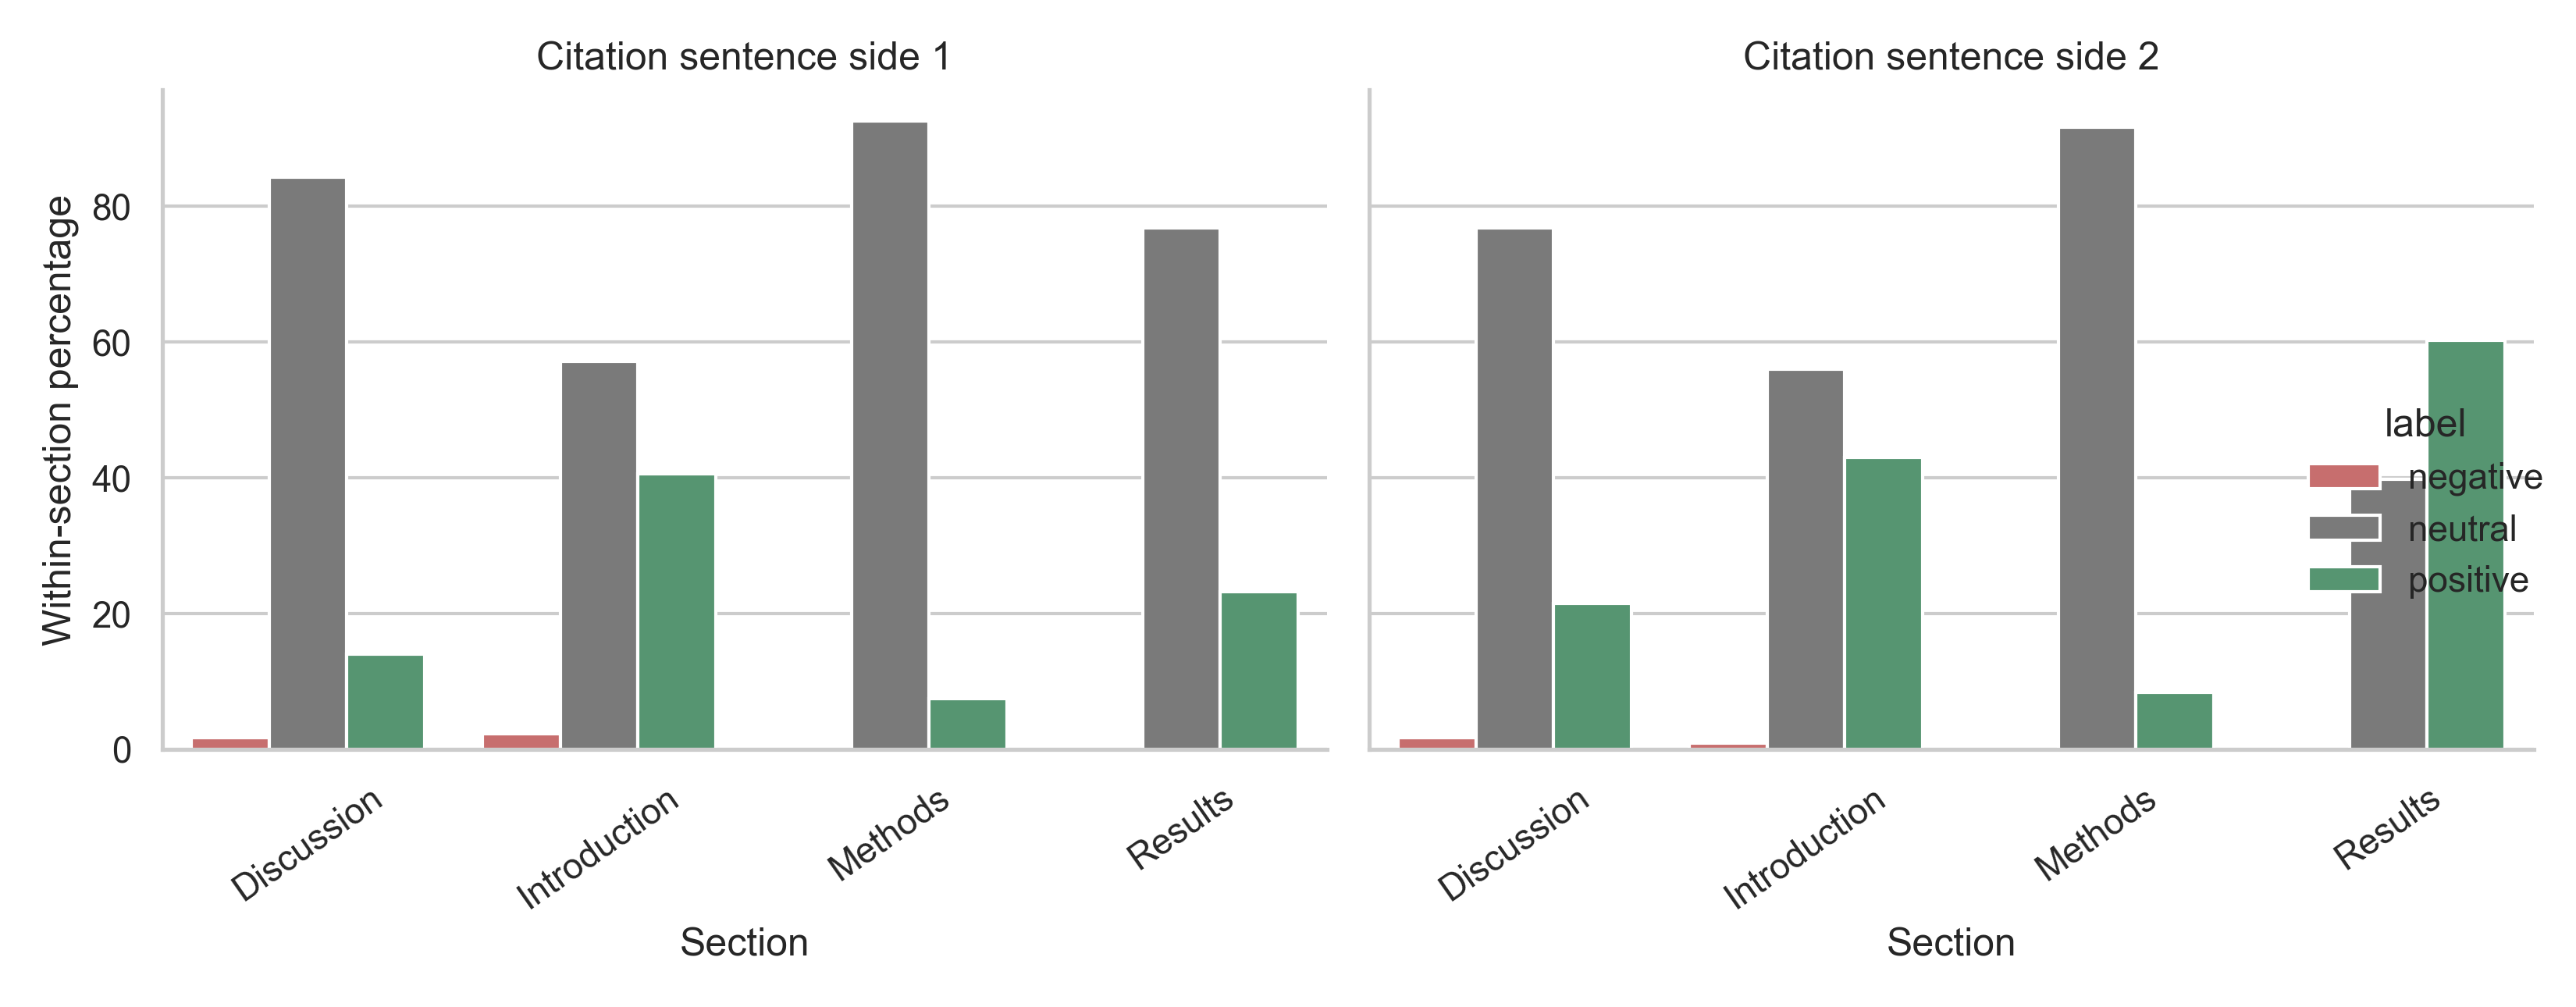 Citation sentence side 1
Citation sentence side 2
Within-section percentage
80
60
40
20
0
label
negative
neutral
positive
Discussion
Introduction
Methods
Results
Discussion
Introduction
Methods
Results
Section
Section